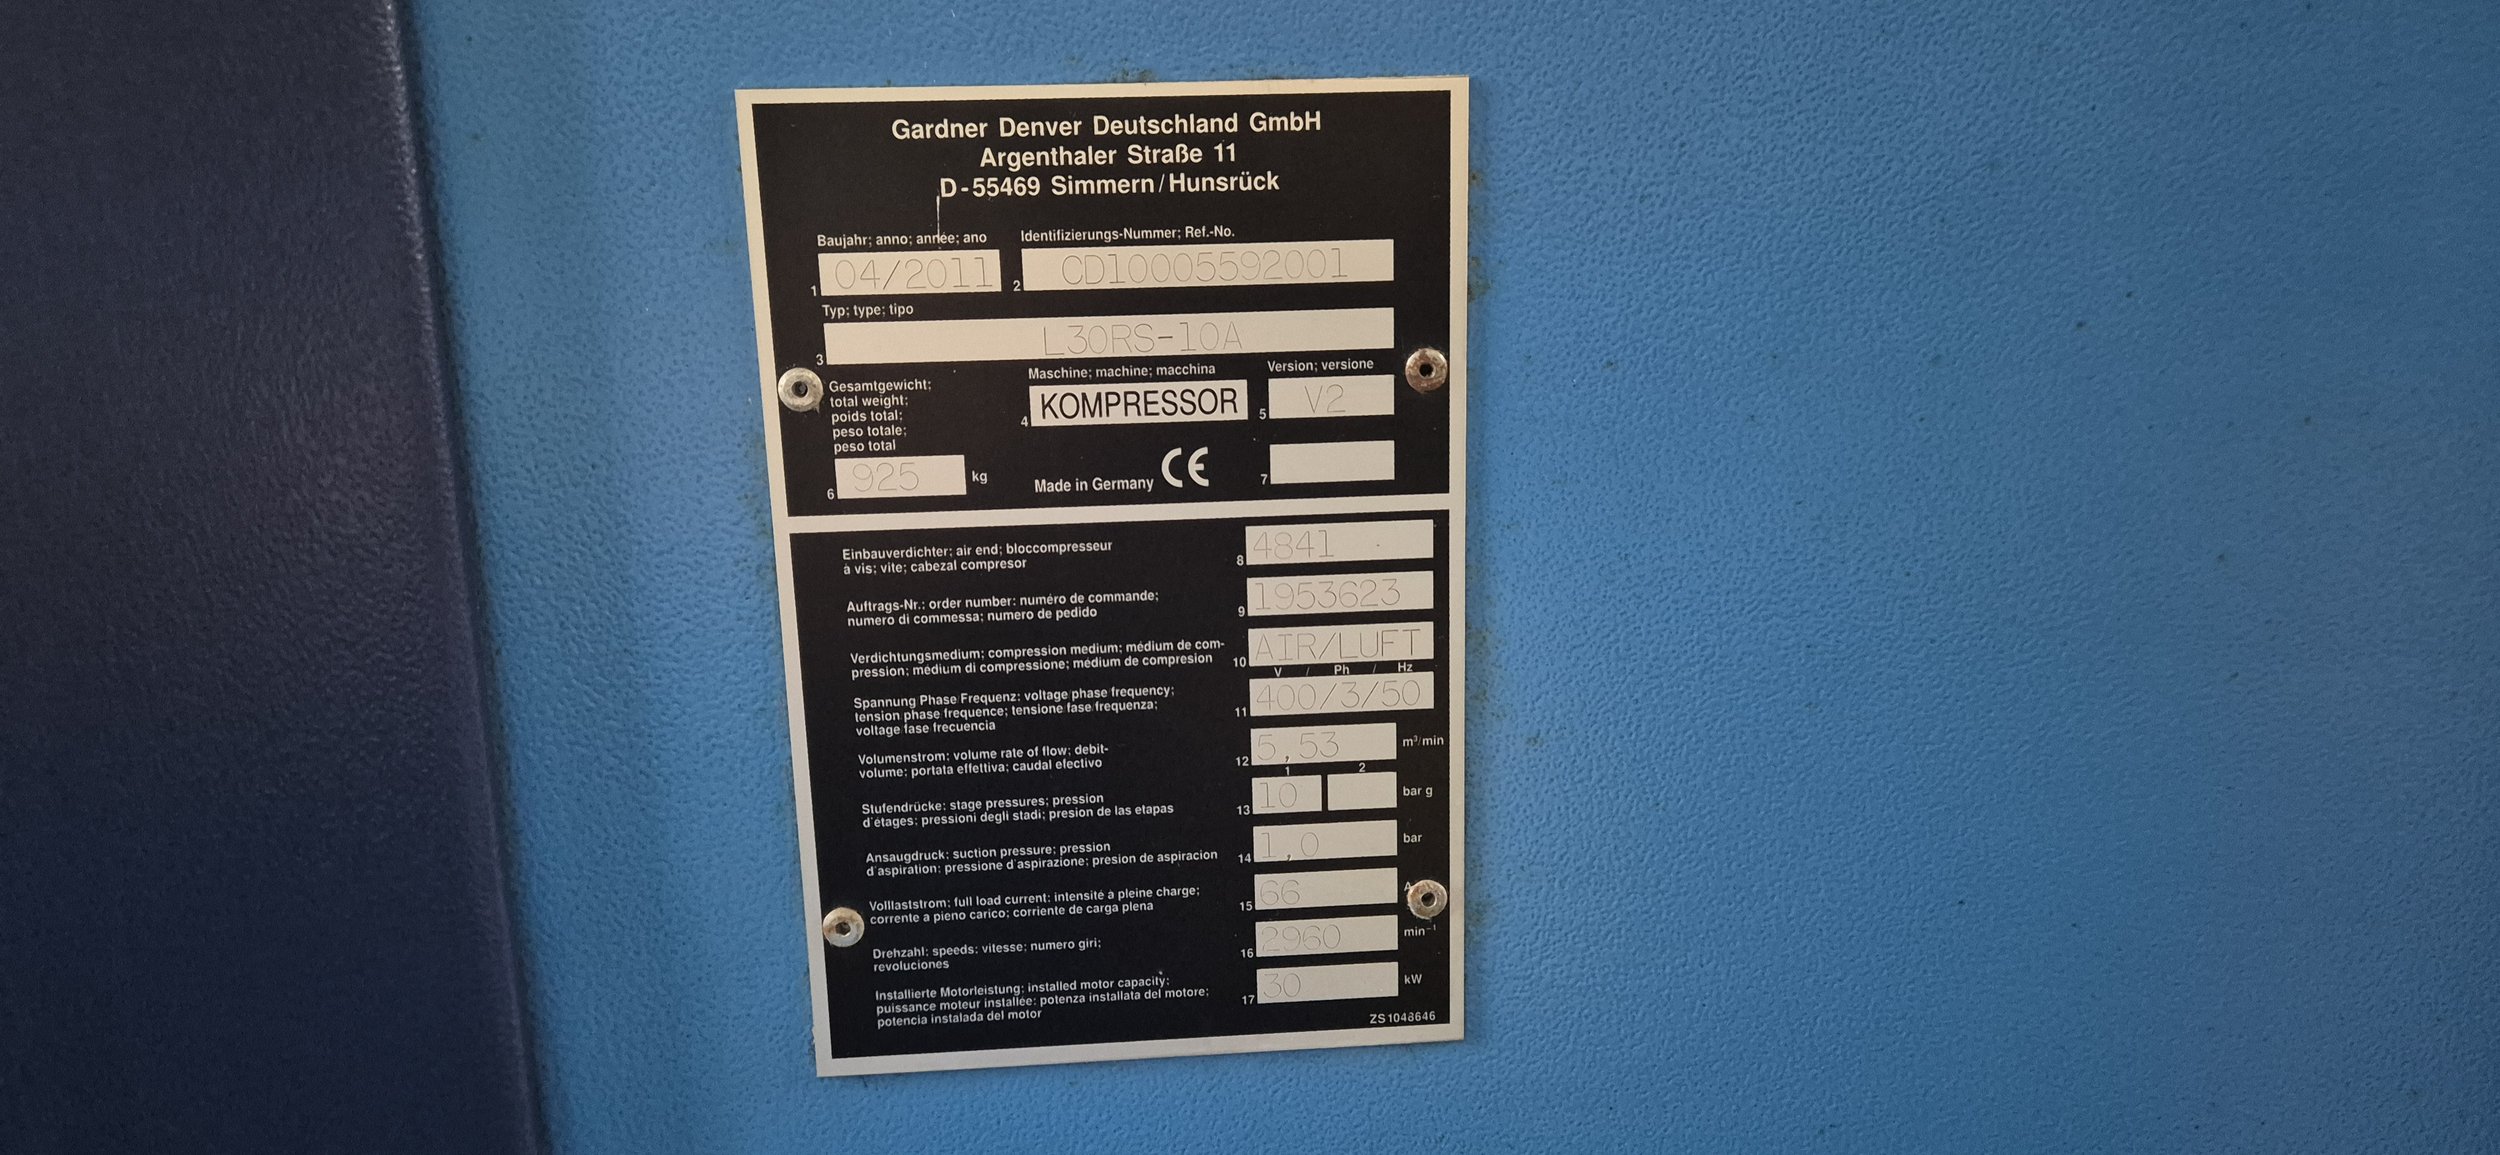 Gardner Denver Deutschland GmbH
Argenthaler Straße 11
D-55469 Simmern/Hunsrück
Baujahr; anno; année; ano
Identifizierungs-Nummer; Ref.-No.
1 04/2011
2 CD10005592001
Typ; type; tipo
3 L30RS-10A
Gesamtgewicht;
total weight;
poids total;
peso totale;
peso total
6 925 kg
Maschine; machine; macchina
4 KOMPRESSOR
Version; versione
5 V2
Made in Germany CE
7
Einbauverdichter; air end; bloccompresseur
à vis; vite; cabezal compresor
8 4841
Auftrags-Nr.; order number; numéro de commande;
numero di commessa; numero de pedido
9 1953623
Verdichtungsmedium; compression medium; médium de com-
pression; médium di compressione; médium de compresion
10 AIR/LUFT
V / Ph / Hz
Spannung Phase Frequenz; voltage phase frequency;
tension phase frequence; tensione fase frequenza;
voltage fase frecuencia
11 400/3/50
Volumenstrom; volume rate of flow; debit-
volume; portata effettiva; caudal efectivo
12 5,53 m³/min
1 2
Stufendrücke; stage pressures; pression
d'étages; pressioni degli stadi; presion de las etapas
13 10 bar g
Ansaugdruck; suction pressure; pression
d'aspiration; pressione d'aspirazione; presion de aspiracion
14 1,0 bar
Volllaststrom; full load current; intensité à pleine charge;
corrente a pieno carico; corriente de carga plena
15 66 A
Drehzahl; speeds; vitesse; numero giri;
revoluciones
16 2960 min⁻¹
Installierte Motorleistung; installed motor capacity;
puissance moteur installée; potenza installata del motore;
potencia instalada del motor
17 30 kW
ZS1048646